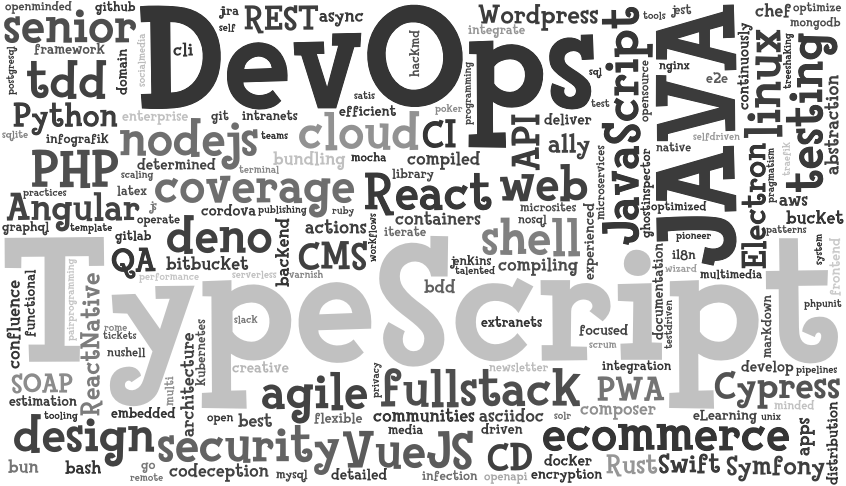 openminded
github
jra
self
REST
async
Wordpress
integrate
tools
jest
chef
optimize
mongodb
senior
cli
DevOps
hackmd
programming
sql
JavaScript
opensource
nginx
JAVA
e2e
continuously
linux
treeshaking
testing
framework
postgresql
tdd
domain
socialmedia
satis
efficient
poker
test
Python
enterprise
git
intranets
cloud
CI
API
deliver
selfdriven
abstraction
sqlite
infografik
nodejs
teams
ally
native
traefik
pragmatism
bundling
mocha
compiled
microservices
ghostinspector
PHP
determined
terminal
library
scaling
practices
latex
coverage
React
web
Electron
aws
optimized
Angular
js
cordova
publishing
ruby
microsites
nosql
experienced
bucket
operate
actions
workflows
containers
iterate
pioneer
patterns
graphql
template
gitlab
deno
backend
CMS
shell
jenkins
talented
compiling
documentation
i18n
wizard
system
frontend
QA
bitbucket
multimedia
performance
serverless
varnish
bdd
TypeScript
confluence
functional
pairprogramming
ReactNative
rome
tickets
nushell
slack
extranets
focused
scrum
testdriven
markdown
phpunit
architecture
kubernetes
creative
privacy
newsletter
integration
develop
pipelines
SOAP
multi
estimation
tooling
embedded
agile
fullstack
PWA
Cypress
minded
composer
open
best
flexible
communities
asciidoc
solr
eLearning
unix
distribution
apps
design
security
media
driven
VueJS
CD
ecommerce
docker
bun
bash
go
remote
codeception
mysql
detailed
infection
openapi
encryption
Rust
Swift
Symfony